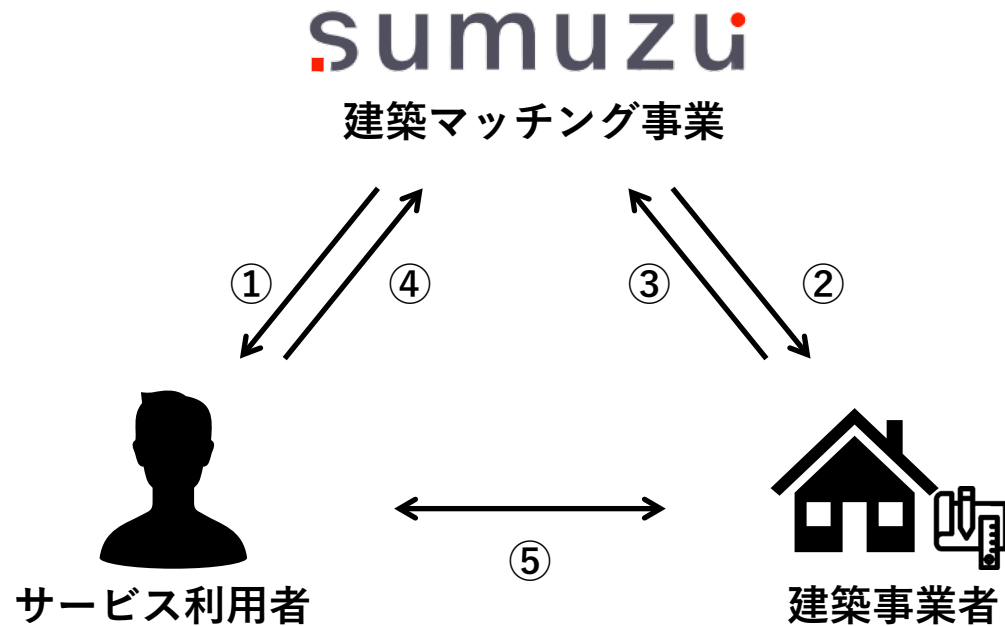 sumuzu
建築マッチング事業
① ④ ③ ②
⑤
サービス利用者
建築事業者